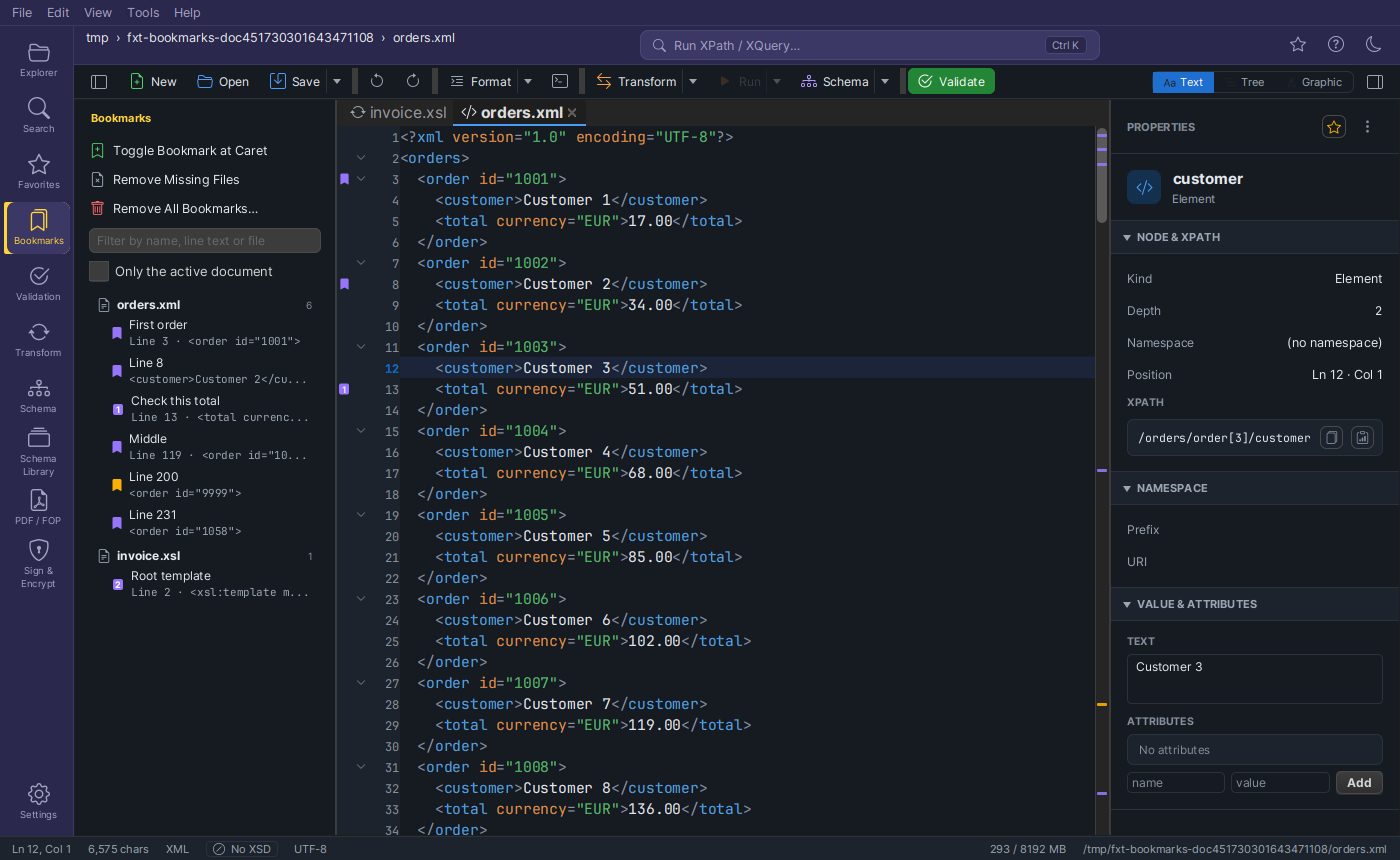 File Edit View Tools Help
tmp › fxt-bookmarks-doc451730301643471108 › orders.xml
Run XPath / XQuery... Ctrl K
New Open Save Format Transform Run Schema Validate Aa Text Tree Graphic
Explorer
Search
Favorites
Bookmarks
Validation
Transform
Schema
Schema
Library
PDF / FOP
Sign &
Encrypt
Settings
Bookmarks
Toggle Bookmark at Caret
Remove Missing Files
Remove All Bookmarks...
Filter by name, line text or file
Only the active document
orders.xml 6
First order
Line 3 · <order id="1001">
Line 8
<customer>Customer 2</cu...
1 Check this total
Line 13 · <total currenc...
Middle
Line 119 · <order id="10...
Line 200
<order id="9999">
Line 231
<order id="1058">
invoice.xsl 1
2 Root template
Line 2 · <xsl:template m...
invoice.xsl </> orders.xml
1 <?xml version="1.0" encoding="UTF-8"?>
2 <orders>
3 <order id="1001">
4 <customer>Customer 1</customer>
5 <total currency="EUR">17.00</total>
6 </order>
7 <order id="1002">
8 <customer>Customer 2</customer>
9 <total currency="EUR">34.00</total>
10 </order>
11 <order id="1003">
12 <customer>Customer 3</customer>
1 13 <total currency="EUR">51.00</total>
14 </order>
15 <order id="1004">
16 <customer>Customer 4</customer>
17 <total currency="EUR">68.00</total>
18 </order>
19 <order id="1005">
20 <customer>Customer 5</customer>
21 <total currency="EUR">85.00</total>
22 </order>
23 <order id="1006">
24 <customer>Customer 6</customer>
25 <total currency="EUR">102.00</total>
26 </order>
27 <order id="1007">
28 <customer>Customer 7</customer>
29 <total currency="EUR">119.00</total>
30 </order>
31 <order id="1008">
32 <customer>Customer 8</customer>
33 <total currency="EUR">136.00</total>
34 </order>
PROPERTIES
</> customer
Element
NODE & XPATH
Kind Element
Depth 2
Namespace (no namespace)
Position Ln 12 · Col 1
XPATH
/orders/order[3]/customer
NAMESPACE
Prefix
URI
VALUE & ATTRIBUTES
TEXT
Customer 3
ATTRIBUTES
No attributes
name value Add
Ln 12, Col 1 6,575 chars XML No XSD UTF-8 293 / 8192 MB /tmp/fxt-bookmarks-doc451730301643471108/orders.xml